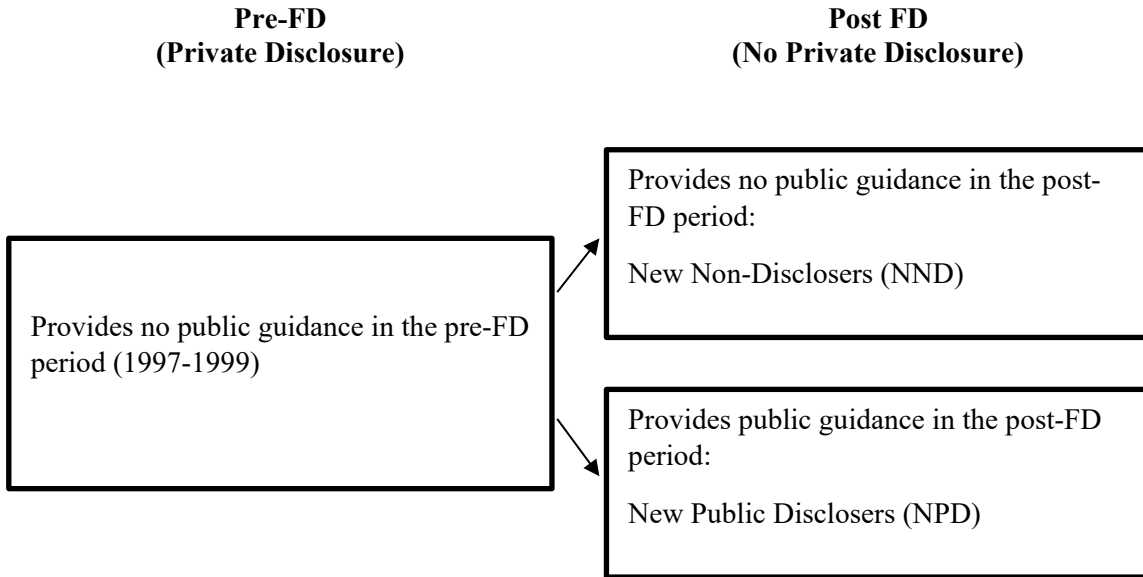 Pre-FD
(Private Disclosure)
Post FD
(No Private Disclosure)
Provides no public guidance in the pre-FD
period (1997-1999)
Provides no public guidance in the post-
FD period:
New Non-Disclosers (NND)
Provides public guidance in the post-FD
period:
New Public Disclosers (NPD)